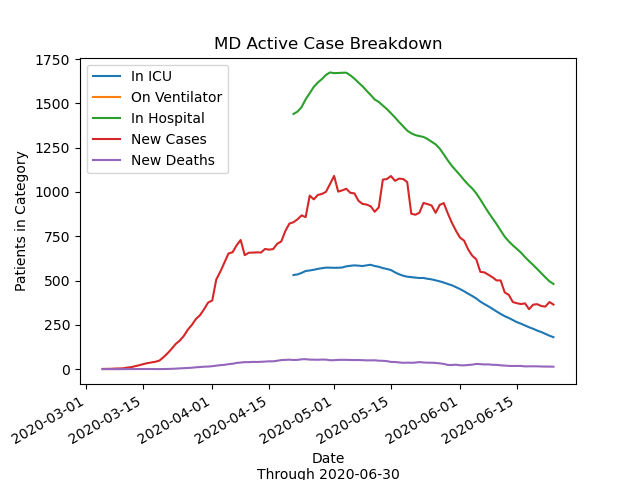 MD Active Case Breakdown
1750
1500
1250
1000
750
500
250
0
Patients in Category
In ICU
On Ventilator
In Hospital
New Cases
New Deaths
2020-03-01
2020-03-15
2020-04-01
2020-04-15
2020-05-01
2020-05-15
2020-06-01
2020-06-15
Date
Through 2020-06-30